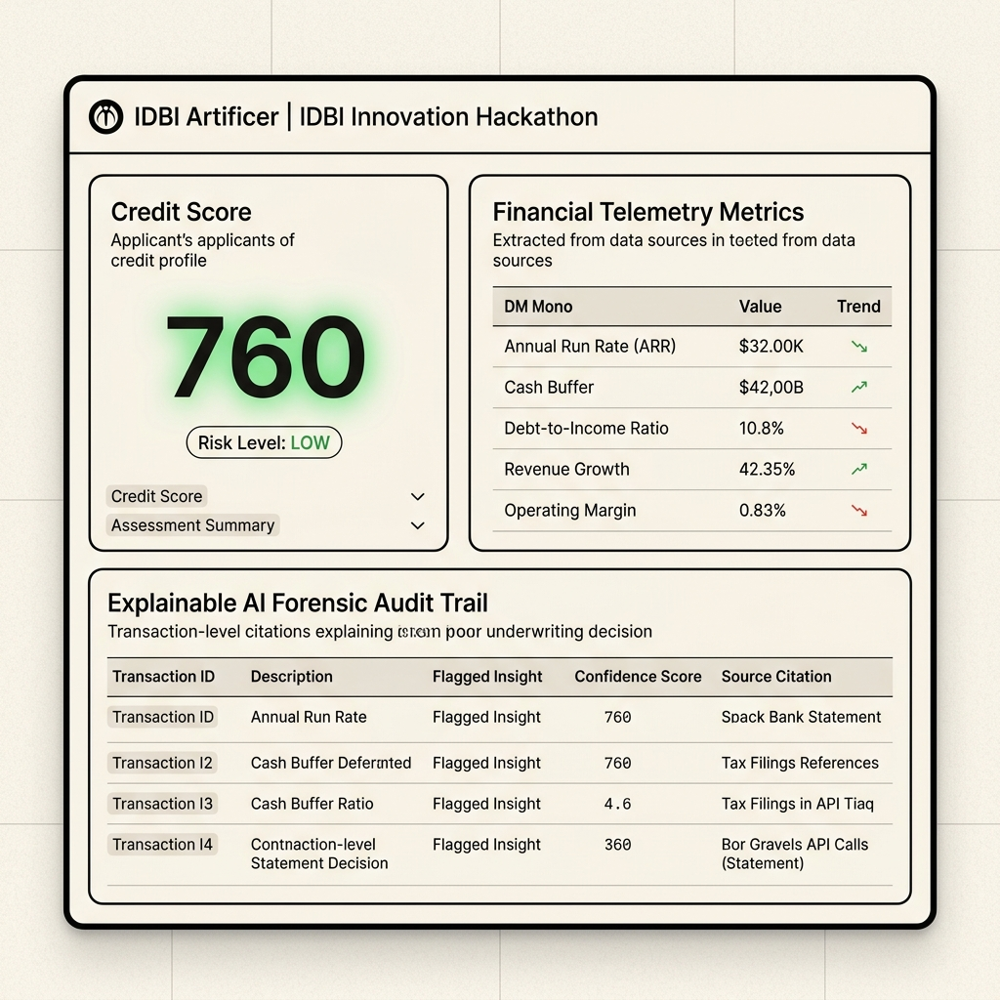 IDBI Artificer | IDBI Innovation Hackathon
Credit Score
Applicant's applicants of
credit profile
760
Risk Level: LOW
Credit Score
Assessment Summary
Financial Telemetry Metrics
Extracted from data sources in tected from data
sources
DM Mono Value Trend
Annual Run Rate (ARR) $32.00K
Cash Buffer $42,00B
Debt-to-Income Ratio 10.8%
Revenue Growth 42.35%
Operating Margin 0.83%
Explainable AI Forensic Audit Trail
Transaction-level citations explaining poor underwriting decision
Transaction ID Description Flagged Insight Confidence Score Source Citation
Transaction ID Annual Run Rate Flagged Insight 760 Spack Bank Statement
Transaction I2 Cash Buffer Defermted Flagged Insight 760 Tax Filings References
Transaction I3 Cash Buffer Ratio Flagged Insight 4.6 Tax Filings in API Tiaq
Transaction I4 Contnaction-level Flagged Insight 360 Bor Gravels API Calls
Statement Decision (Statement)